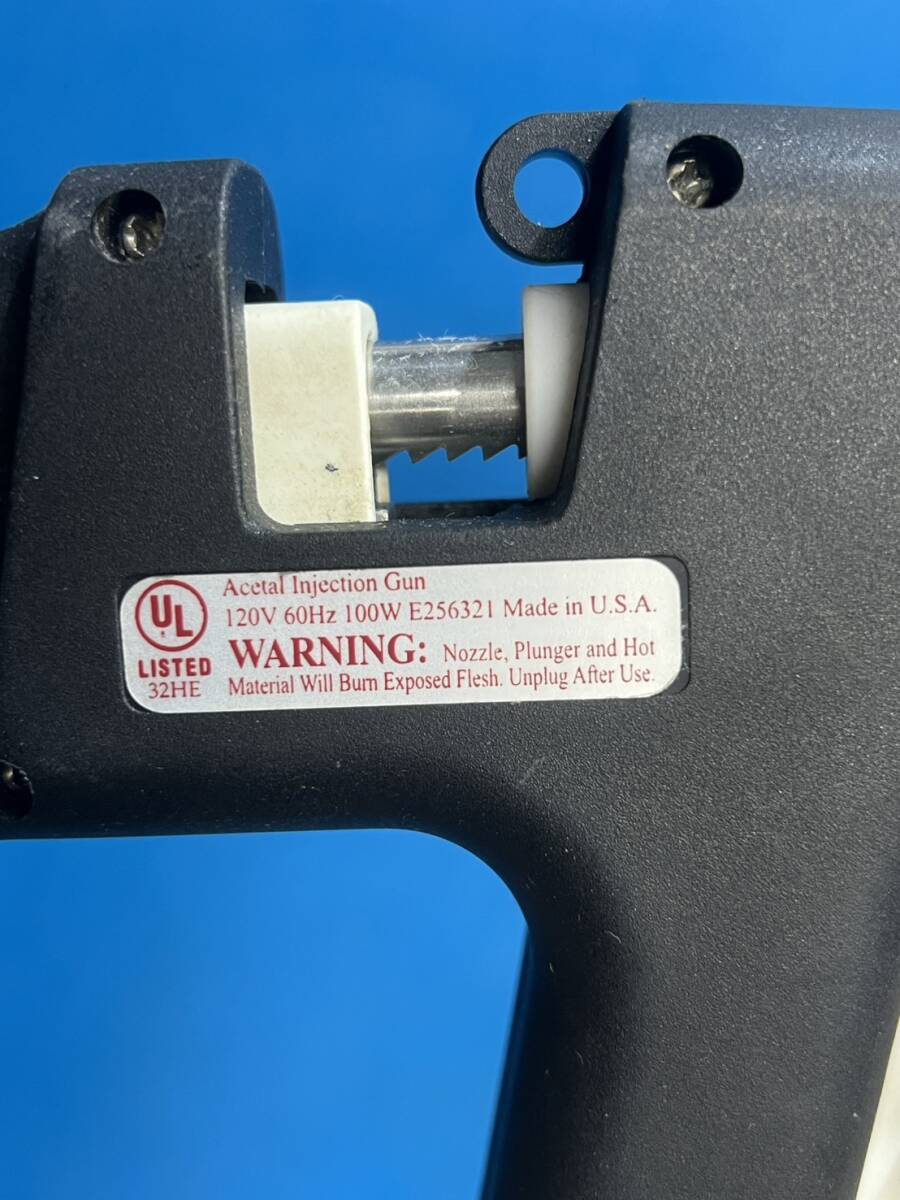 UL
LISTED
32HE
Acetal Injection Gun
120V 60Hz 100W E256321 Made in U.S.A.
WARNING: Nozzle, Plunger and Hot
Material Will Burn Exposed Flesh. Unplug After Use.